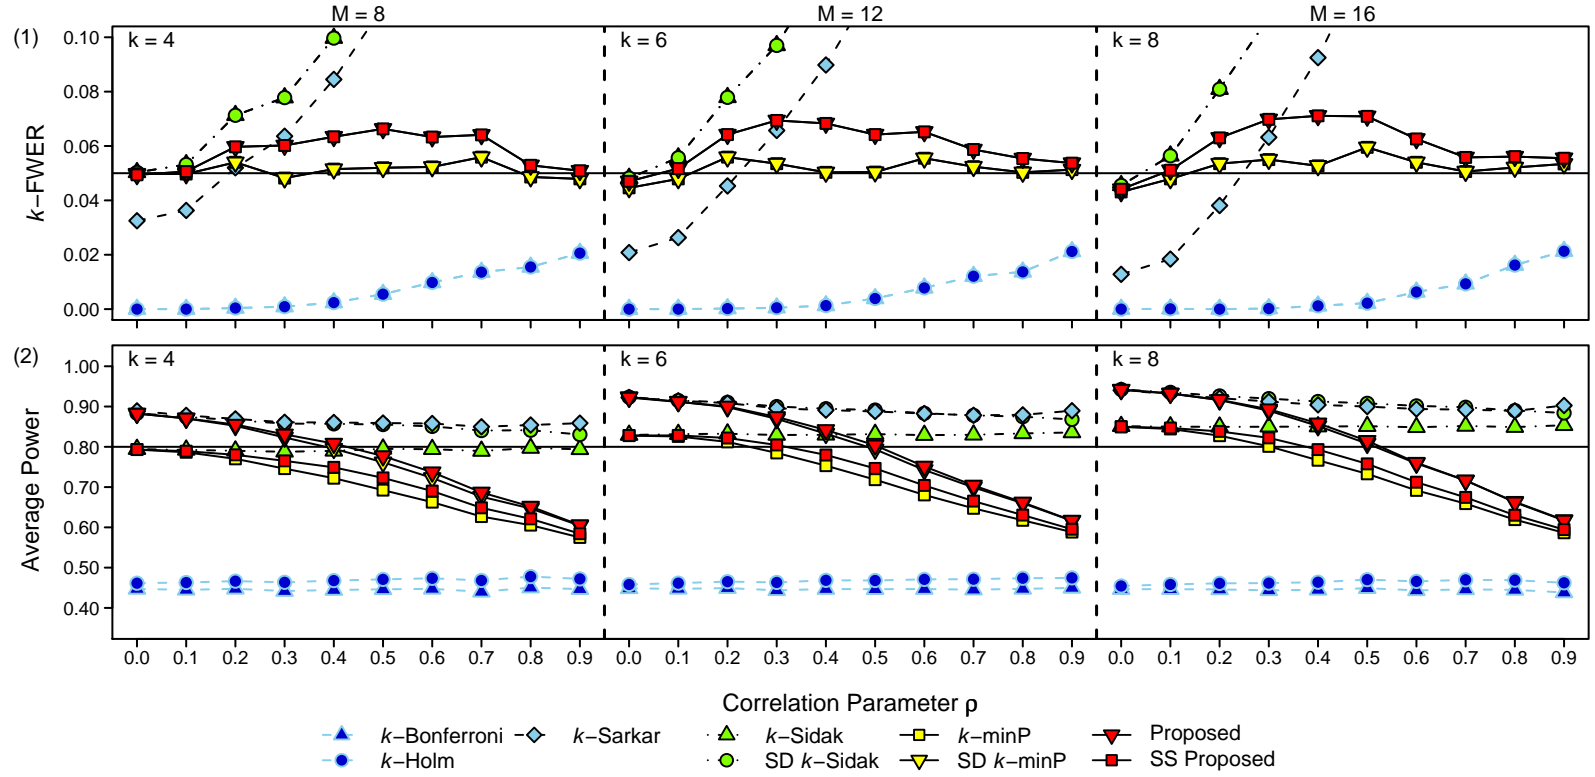 M = 8 M = 12 M = 16
(1) k = 4 k = 6 k = 8
0.10
0.08
0.06
0.04
0.02
0.00
k−FWER
(2) k = 4 k = 6 k = 8
1.00
0.90
0.80
0.70
0.60
0.50
0.40
Average Power
0.0 0.1 0.2 0.3 0.4 0.5 0.6 0.7 0.8 0.9 0.0 0.1 0.2 0.3 0.4 0.5 0.6 0.7 0.8 0.9 0.0 0.1 0.2 0.3 0.4 0.5 0.6 0.7 0.8 0.9
Correlation Parameter ρ
k−Bonferroni k−Sarkar k−Sidak k−minP Proposed
k−Holm SD k−Sidak SD k−minP SS Proposed